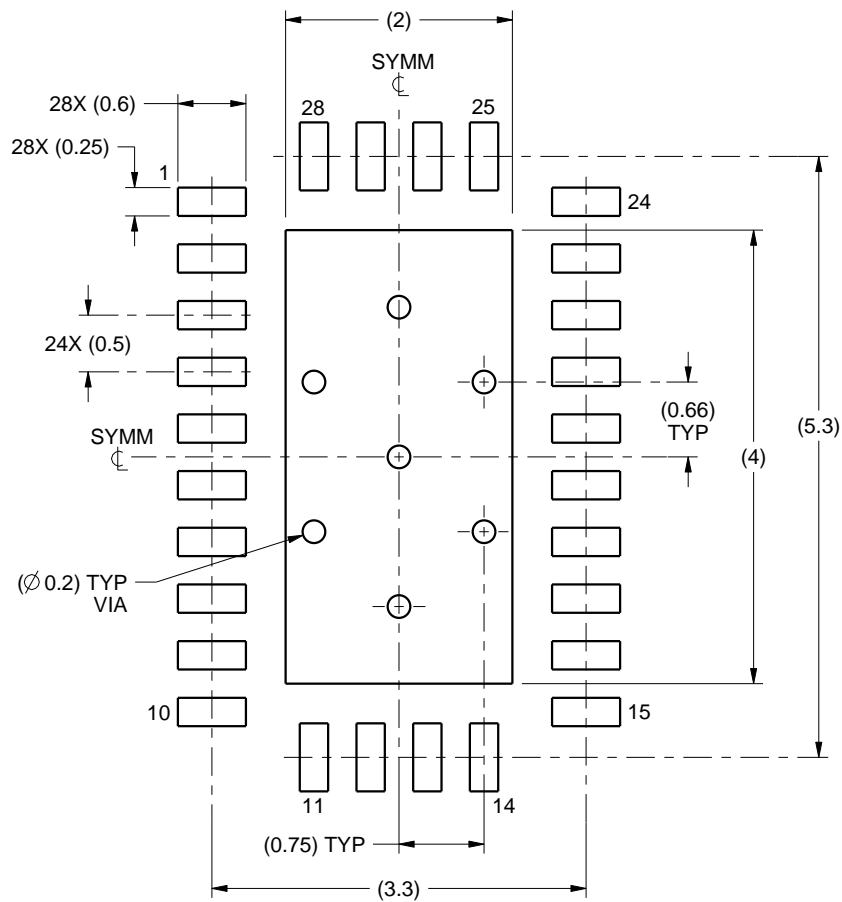 (2)
SYMM
℄
28X (0.6)
28
25
28X (0.25)
1
24
24X (0.5)
(0.66)
TYP
(5.3)
SYMM
℄
(4)
(∅ 0.2) TYP
VIA
10
15
11
14
(0.75) TYP
(3.3)